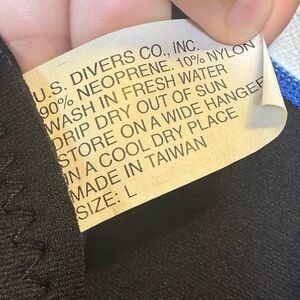 U.S. DIVERS CO., INC.
90% NEOPRENE. 10% NYLON
WASH IN FRESH WATER
DRIP DRY OUT OF SUN
STORE ON A WIDE HANGER
IN A COOL DRY PLACE
MADE IN TAIWAN
SIZE: L